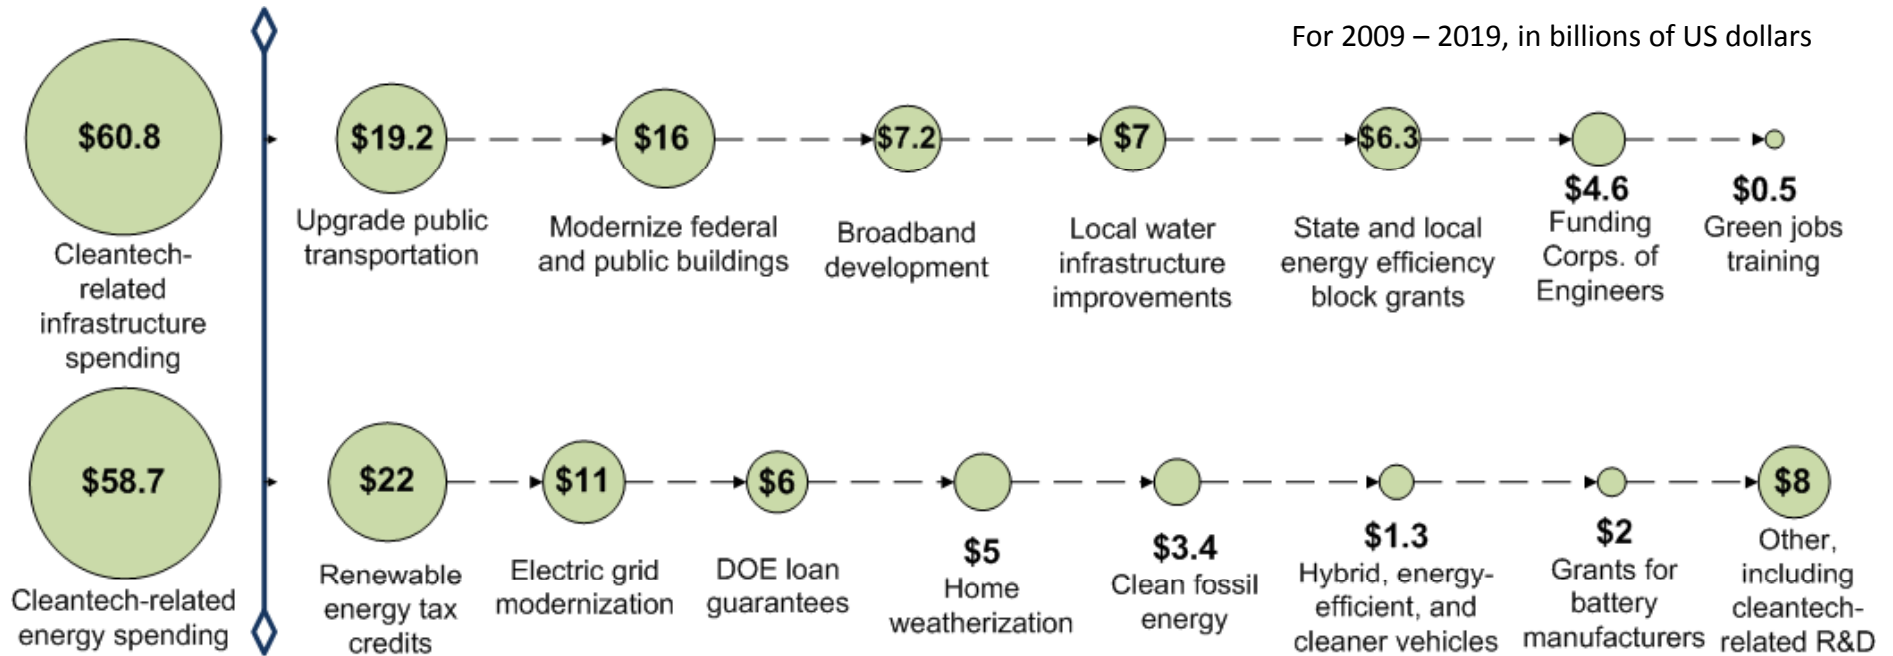 For 2009 – 2019, in billions of US dollars
$60.8
Cleantech-
related
infrastructure
spending
$19.2
Upgrade public
transportation
$16
Modernize federal
and public buildings
$7.2
Broadband
development
$7
Local water
infrastructure
improvements
$6.3
State and local
energy efficiency
block grants
$4.6
Funding
Corps. of
Engineers
$0.5
Green jobs
training
$58.7
Cleantech-related
energy spending
$22
Renewable
energy tax
credits
$11
Electric grid
modernization
$6
DOE loan
guarantees
$5
Home
weatherization
$3.4
Clean fossil
energy
$1.3
Hybrid, energy-
efficient, and
cleaner vehicles
$2
Grants for
battery
manufacturers
$8
Other,
including
cleantech-
related R&D